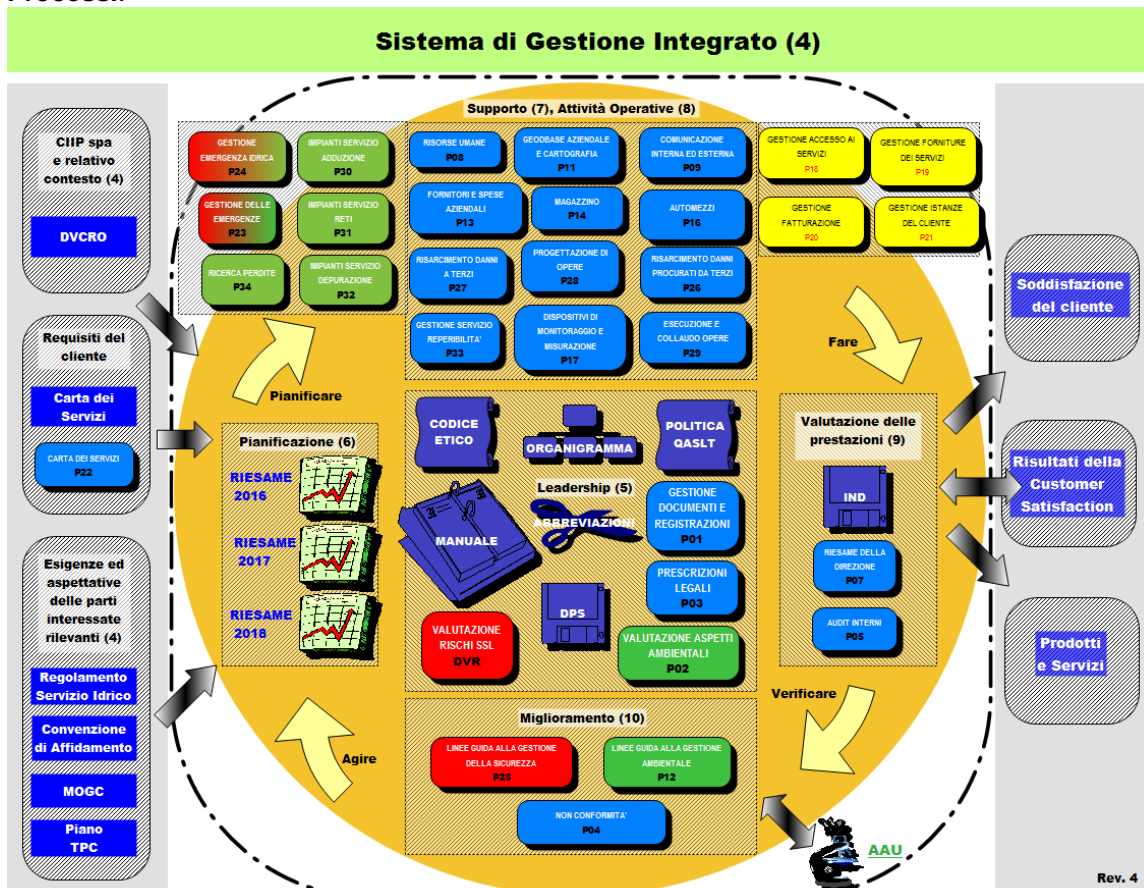 Sistema di Gestione Integrato (4)
CIIP spa
e relativo
contesto (4)
DVCRO
Requisiti del
cliente
Carta dei
Servizi
CARTA DEI SERVIZI
P22
Esigenze ed
aspettative
delle parti
interessate
rilevanti (4)
Regolamento
Servizio Idrico
Convenzione
di Affidamento
MOGC
Piano
TPC
Supporto (7), Attività Operative (8)
GESTIONE
EMERGENZA IDRICA
P24
IMPIANTI SERVIZIO
ADDUZIONE
P30
GESTIONE DELLE
EMERGENZE
P23
IMPIANTI SERVIZIO
RETI
P31
RICERCA PERDITE
P34
IMPIANTI SERVIZIO
DEPURAZIONE
P32
RISORSE UMANE
P08
GEODBASE AZIENDALE
E CARTOGRAFIA
P11
COMUNICAZIONE
INTERNA ED ESTERNA
P09
FORNITORI E SPESE
AZIENDALI
P13
MAGAZZINO
P14
AUTOMEZZI
P16
RISARCIMENTO DANNI
A TERZI
P27
PROGETTAZIONE DI
OPERE
P28
RISARCIMENTO DANNI
PROCURATI DA TERZI
P26
GESTIONE SERVIZIO
REPERIBILITA'
P33
DISPOSITIVI DI
MONITORAGGIO E
MISURAZIONE
P17
ESECUZIONE E
COLLAUDO OPERE
P29
GESTIONE ACCESSO AI
SERVIZI
P18
GESTIONE FORNITURE
DEI SERVIZI
P19
GESTIONE
FATTURAZIONE
P20
GESTIONE ISTANZE
DEL CLIENTE
P21
Pianificare
Fare
Pianificazione (6)
RIESAME
2016
RIESAME
2017
RIESAME
2018
CODICE
ETICO
ORGANIGRAMMA
POLITICA
QASLT
Leadership (5)
MANUALE
ABBREVIAZIONI
GESTIONE
DOCUMENTI E
REGISTRAZIONI
P01
PRESCRIZIONI
LEGALI
P03
DPS
VALUTAZIONE
RISCHI SSL
DVR
VALUTAZIONE ASPETTI
AMBIENTALI
P02
Valutazione delle
prestazioni (9)
IND
RIESAME DELLA
DIREZIONE
P07
AUDIT INTERNI
P05
Agire
Verificare
Miglioramento (10)
LINEE GUIDA ALLA GESTIONE
DELLA SICUREZZA
P25
LINEE GUIDA ALLA GESTIONE
AMBIENTALE
P12
NON CONFORMITA'
P04
AAU
Soddisfazione
del cliente
Risultati della
Customer
Satisfaction
Prodotti
e Servizi
Rev. 4